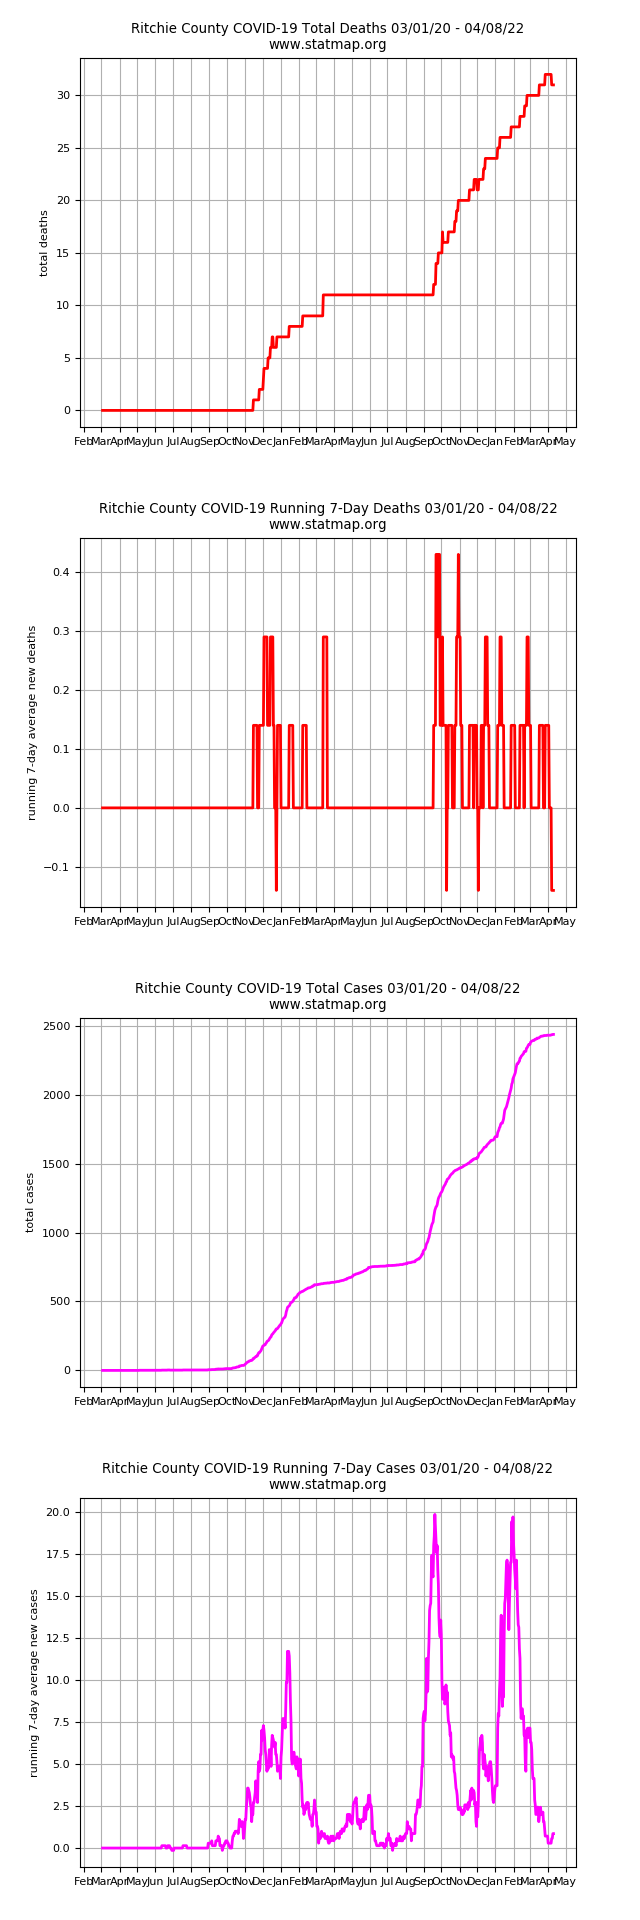 Ritchie County COVID-19 Total Deaths 03/01/20 - 04/08/22
www.statmap.org
30
25
20
15
10
5
0
total deaths
Feb Mar Apr May Jun Jul Aug Sep Oct Nov Dec Jan Feb Mar Apr May Jun Jul Aug Sep Oct Nov Dec Jan Feb Mar Apr May
Ritchie County COVID-19 Running 7-Day Deaths 03/01/20 - 04/08/22
www.statmap.org
0.4
0.3
0.2
0.1
0.0
−0.1
running 7-day average new deaths
Feb Mar Apr May Jun Jul Aug Sep Oct Nov Dec Jan Feb Mar Apr May Jun Jul Aug Sep Oct Nov Dec Jan Feb Mar Apr May
Ritchie County COVID-19 Total Cases 03/01/20 - 04/08/22
www.statmap.org
2500
2000
1500
1000
500
0
total cases
Feb Mar Apr May Jun Jul Aug Sep Oct Nov Dec Jan Feb Mar Apr May Jun Jul Aug Sep Oct Nov Dec Jan Feb Mar Apr May
Ritchie County COVID-19 Running 7-Day Cases 03/01/20 - 04/08/22
www.statmap.org
20.0
17.5
15.0
12.5
10.0
7.5
5.0
2.5
0.0
running 7-day average new cases
Feb Mar Apr May Jun Jul Aug Sep Oct Nov Dec Jan Feb Mar Apr May Jun Jul Aug Sep Oct Nov Dec Jan Feb Mar Apr May